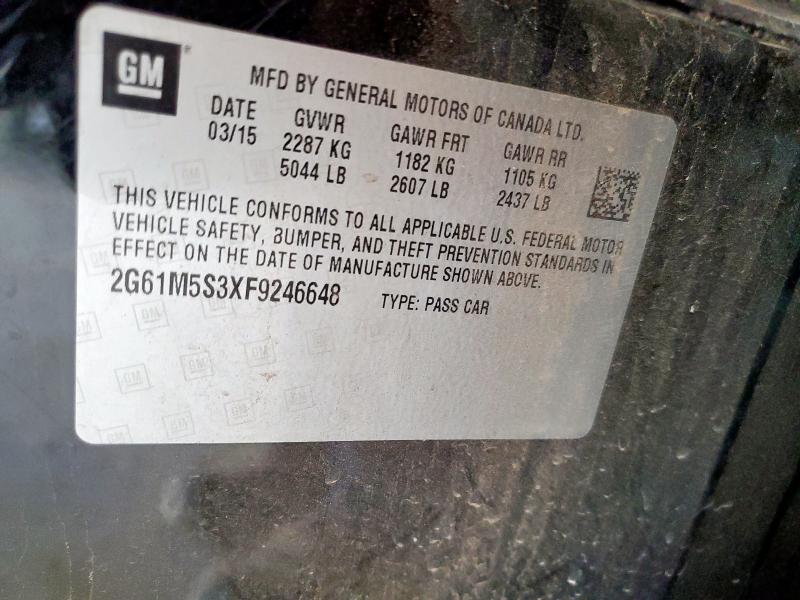 GM
MFD BY GENERAL MOTORS OF CANADA LTD.
DATE GVWR GAWR FRT GAWR RR
03/15 2287 KG 1182 KG 1105 KG
5044 LB 2607 LB 2437 LB
THIS VEHICLE CONFORMS TO ALL APPLICABLE U.S. FEDERAL MOTOR
VEHICLE SAFETY, BUMPER, AND THEFT PREVENTION STANDARDS IN
EFFECT ON THE DATE OF MANUFACTURE SHOWN ABOVE.
2G61M5S3XF9246648 TYPE: PASS CAR